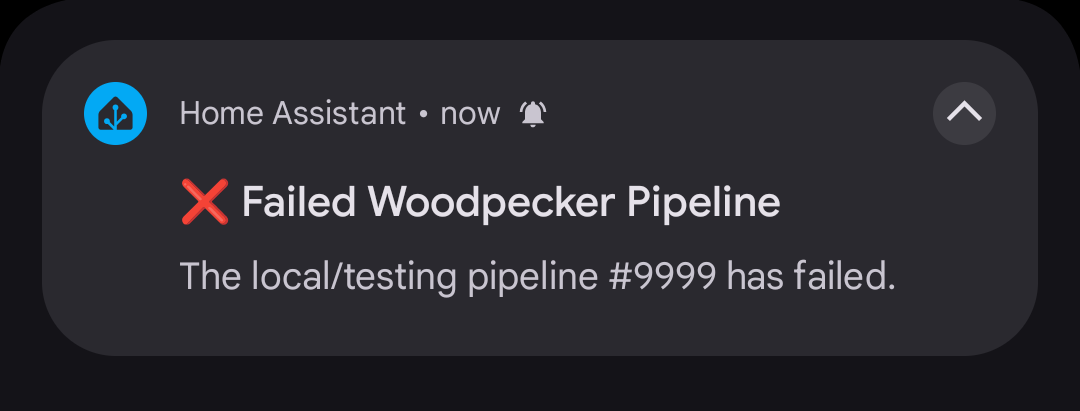 Home Assistant • now
❌ Failed Woodpecker Pipeline
The local/testing pipeline #9999 has failed.